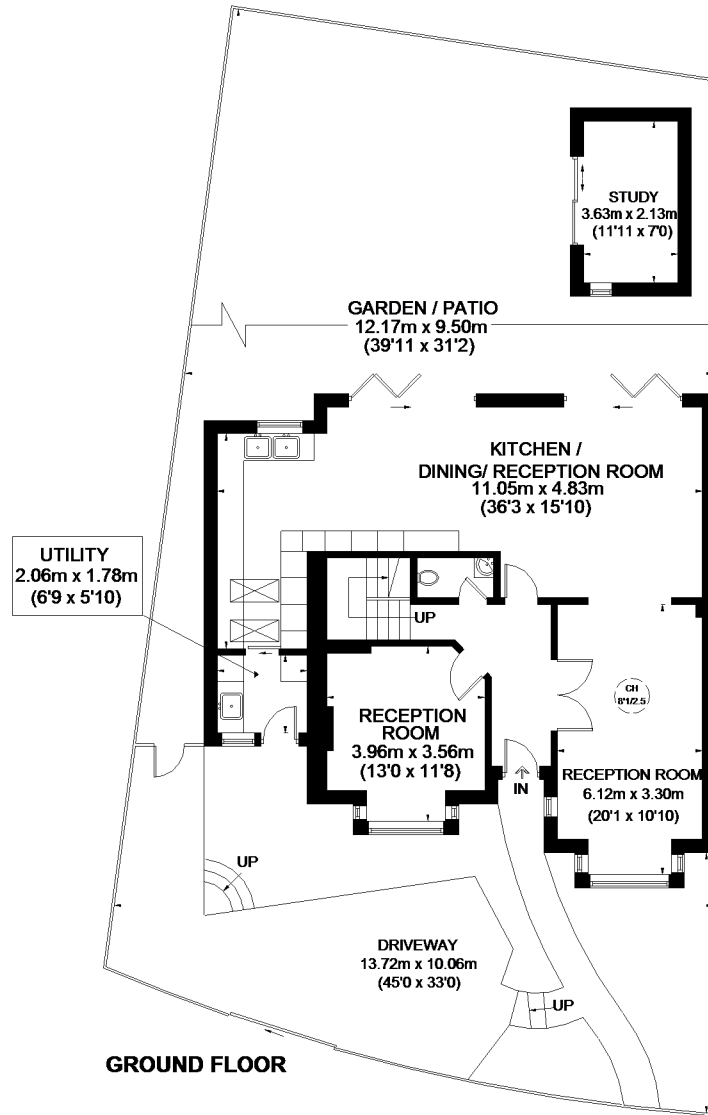 STUDY
3.63m x 2.13m
(11'11 x 7'0)
GARDEN / PATIO
12.17m x 9.50m
(39'11 x 31'2)
KITCHEN /
DINING/ RECEPTION ROOM
11.05m x 4.83m
(36'3 x 15'10)
UTILITY
2.06m x 1.78m
(6'9 x 5'10)
UP
CH
8'1/2.5
RECEPTION
ROOM
3.96m x 3.56m
(13'0 x 11'8)
IN
RECEPTION ROOM
6.12m x 3.30m
(20'1 x 10'10)
UP
DRIVEWAY
13.72m x 10.06m
(45'0 x 33'0)
UP
GROUND FLOOR